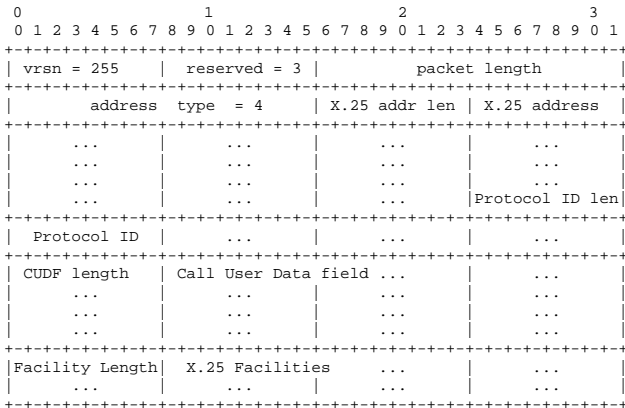 0                   1                   2                   3
0 1 2 3 4 5 6 7 8 9 0 1 2 3 4 5 6 7 8 9 0 1 2 3 4 5 6 7 8 9 0 1
+-+-+-+-+-+-+-+-+-+-+-+-+-+-+-+-+-+-+-+-+-+-+-+-+-+-+-+-+-+-+-+-+
| vrsn = 255    | reserved = 3 |         packet length         |
+-+-+-+-+-+-+-+-+-+-+-+-+-+-+-+-+-+-+-+-+-+-+-+-+-+-+-+-+-+-+-+-+
|       address  type  = 4      | X.25 addr len | X.25 address  |
+-+-+-+-+-+-+-+-+-+-+-+-+-+-+-+-+-+-+-+-+-+-+-+-+-+-+-+-+-+-+-+-+
|      ...      |      ...      |      ...      |      ...      |
|      ...      |      ...      |      ...      |      ...      |
|      ...      |      ...      |      ...      |      ...      |
|      ...      |      ...      |      ...      |Protocol ID len|
+-+-+-+-+-+-+-+-+-+-+-+-+-+-+-+-+-+-+-+-+-+-+-+-+-+-+-+-+-+-+-+-+
|  Protocol ID  |      ...      |      ...      |      ...      |
+-+-+-+-+-+-+-+-+-+-+-+-+-+-+-+-+-+-+-+-+-+-+-+-+-+-+-+-+-+-+-+-+
| CUDF length   | Call User Data field ...      |      ...      |
|      ...      |      ...      |      ...      |      ...      |
|      ...      |      ...      |      ...      |      ...      |
|      ...      |      ...      |      ...      |      ...      |
+-+-+-+-+-+-+-+-+-+-+-+-+-+-+-+-+-+-+-+-+-+-+-+-+-+-+-+-+-+-+-+-+
|Facility Length|  X.25 Facilities     ...      |      ...      |
|      ...      |      ...      |      ...      |      ...      |
+-+-+-+-+-+-+-+-+-+-+-+-+-+-+-+-+-+-+-+-+-+-+-+-+-+-+-+-+-+-+-+-+